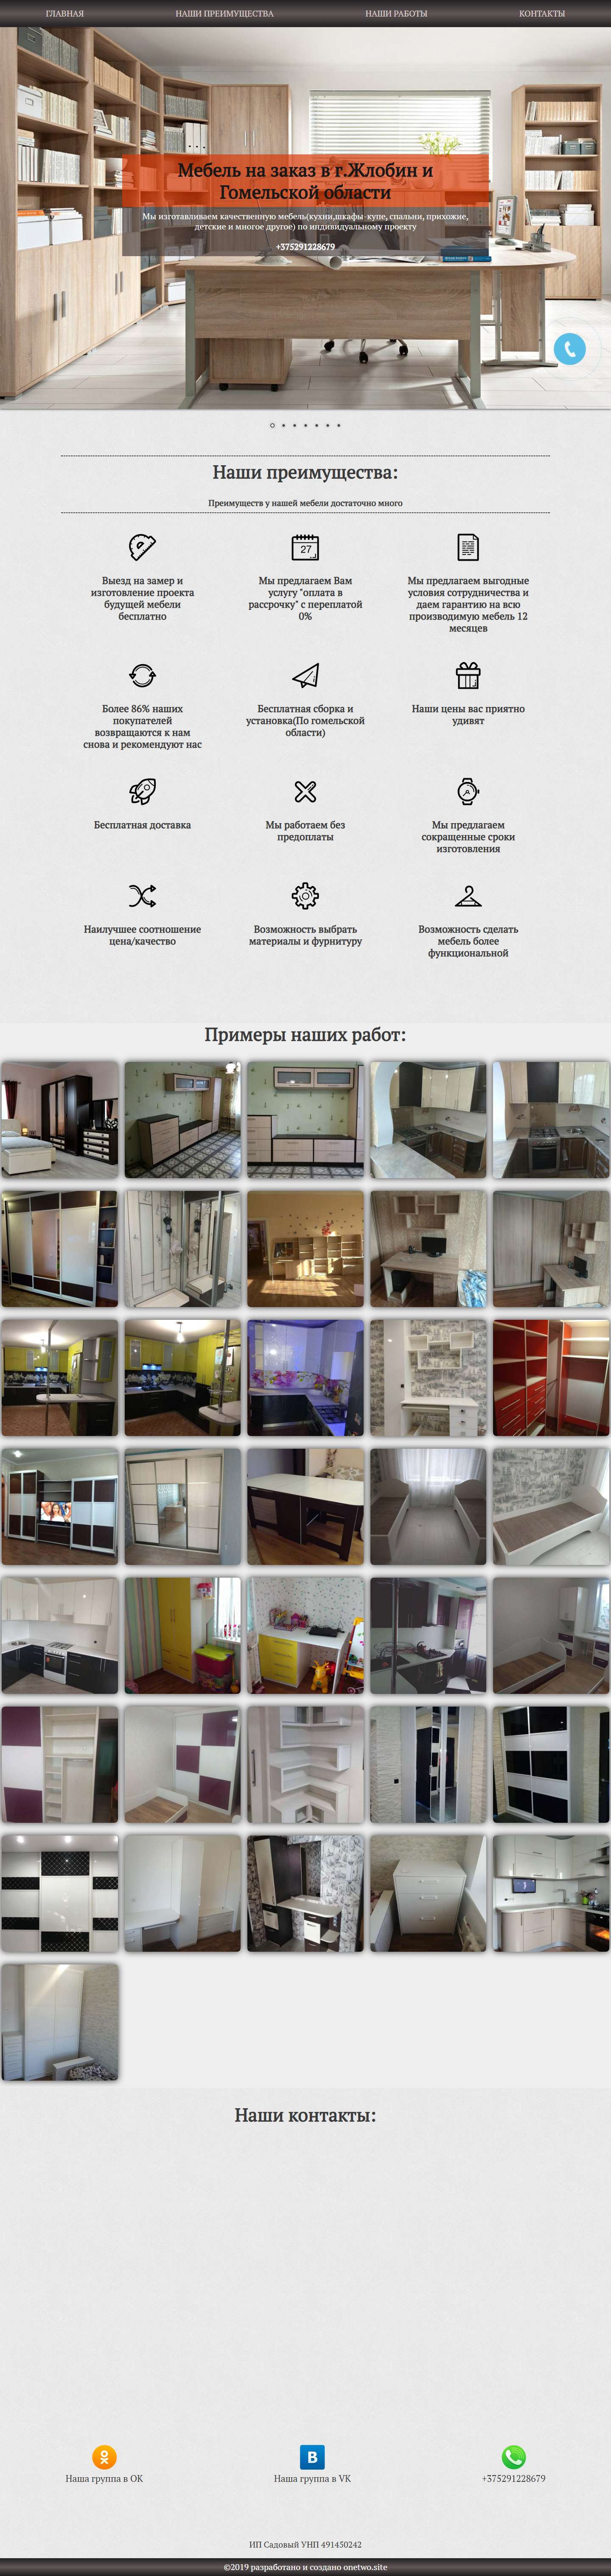 ГЛАВНАЯ
НАШИ ПРЕИМУЩЕСТВА
НАШИ РАБОТЫ
КОНТАКТЫ
Мебель на заказ в г.Жлобин и
Гомельской области
Мы изготавливаем качественную мебель(кухни,шкафы-купе, спальни, прихожие,
детские и многое другое) по индивидуальному проекту
+375291228679
Наши преимущества:
Преимуществ у нашей мебели достаточно много
Выезд на замер и
изготовление проекта
будущей мебели
бесплатно
27
Мы предлагаем Вам
услугу "оплата в
рассрочку" с переплатой
0%
Мы предлагаем выгодные
условия сотрудничества и
даем гарантию на всю
производимую мебель 12
месяцев
Более 86% наших
покупателей
возвращаются к нам
снова и рекомендуют нас
Бесплатная сборка и
установка(По гомельской
области)
Наши цены вас приятно
удивят
Бесплатная доставка
Мы работаем без
предоплаты
Мы предлагаем
сокращенные сроки
изготовления
Наилучшее соотношение
цена/качество
Возможность выбрать
материалы и фурнитуру
Возможность сделать
мебель более
функциональной
Примеры наших работ:
Наши контакты:
Наша группа в ОК
В
Наша группа в VK
+375291228679
ИП Садовый УНП 491450242
©2019 разработано и создано onetwo.site